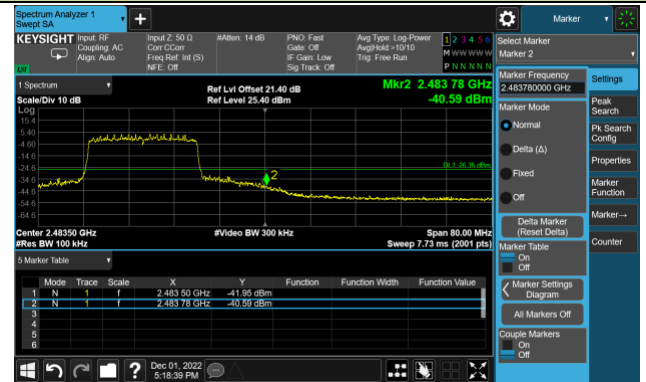 Spectrum Analyzer 1
Swept SA
+
Marker
KEYSIGHT
Input: RF
Coupling: AC
Align: Auto
Input Z: 50 Ω
Corr CCorr
Freq Ref: Int (S)
NFE: Off
#Atten: 14 dB
PNO: Fast
Gate: Off
IF Gain: Low
Sig Track: Off
Avg Type: Log-Power
Avg|Hold:>10/10
Trig: Free Run
1 2 3 4 5 6
M W W W W W
P N N N N N
Select Marker
Marker 2
LXI
1 Spectrum
Scale/Div 10 dB
Ref Lvl Offset 21.40 dB
Ref Level 25.40 dBm
Mkr2 2.483 78 GHz
-40.59 dBm
Log
15.4
5.40
-4.60
-14.6
-24.6
-34.6
-44.6
-54.6
-64.6
DL1 -26.36 dBm
2
Center 2.48350 GHz
#Res BW 100 kHz
#Video BW 300 kHz
Span 80.00 MHz
Sweep 7.73 ms (2001 pts)
5 Marker Table
Mode Trace Scale X Y Function Function Width Function Value
1 N 1 f 2.483 50 GHz -41.95 dBm
2 N 1 f 2.483 78 GHz -40.59 dBm
3
4
5
6
Marker Frequency
2.483780000 GHz
Marker Mode
Normal
Delta (Δ)
Fixed
Off
Delta Marker
(Reset Delta)
Marker Table
On
Off
Marker Settings
Diagram
All Markers Off
Couple Markers
On
Off
Settings
Peak
Search
Pk Search
Config
Properties
Marker
Function
Marker→
Counter
?
Dec 01, 2022
5:18:39 PM